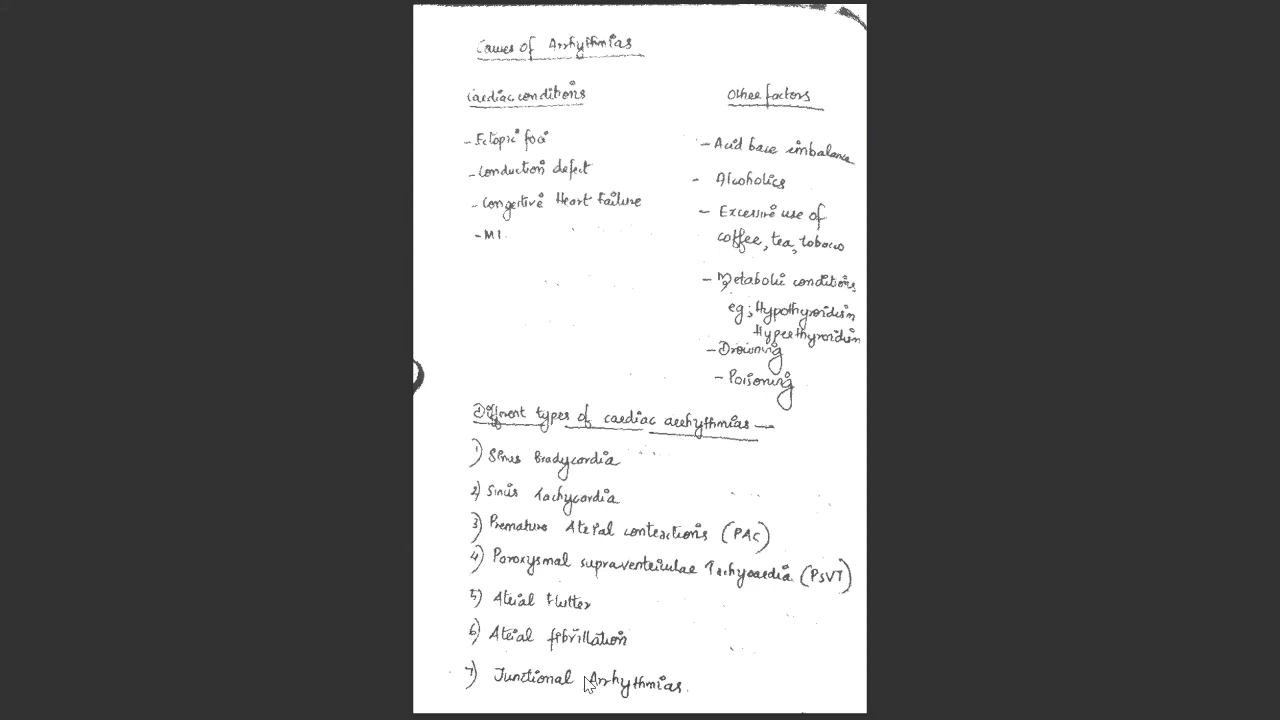 Causes of Arrhythmias
Cardiac conditions
- Ectopic foci
- Conduction defect
- Congestive Heart Failure
- MI
Other factors
- Acid base imbalance
- Alcoholics
- Excessive use of
coffee, tea, tobacco
- Metabolic conditions
eg; Hypothyroidism
Hyperthyroidism
- Drowning
- Poisoning
Different types of cardiac arrhythmias -
1) Sinus Bradycardia
2) Sinus Tachycardia
3) Premature Atrial contractions (PAC)
4) Paroxysmal supraventricular Tachycardia (PSVT)
5) Atrial flutter
6) Atrial fibrillation
7) Junctional Arrhythmias.